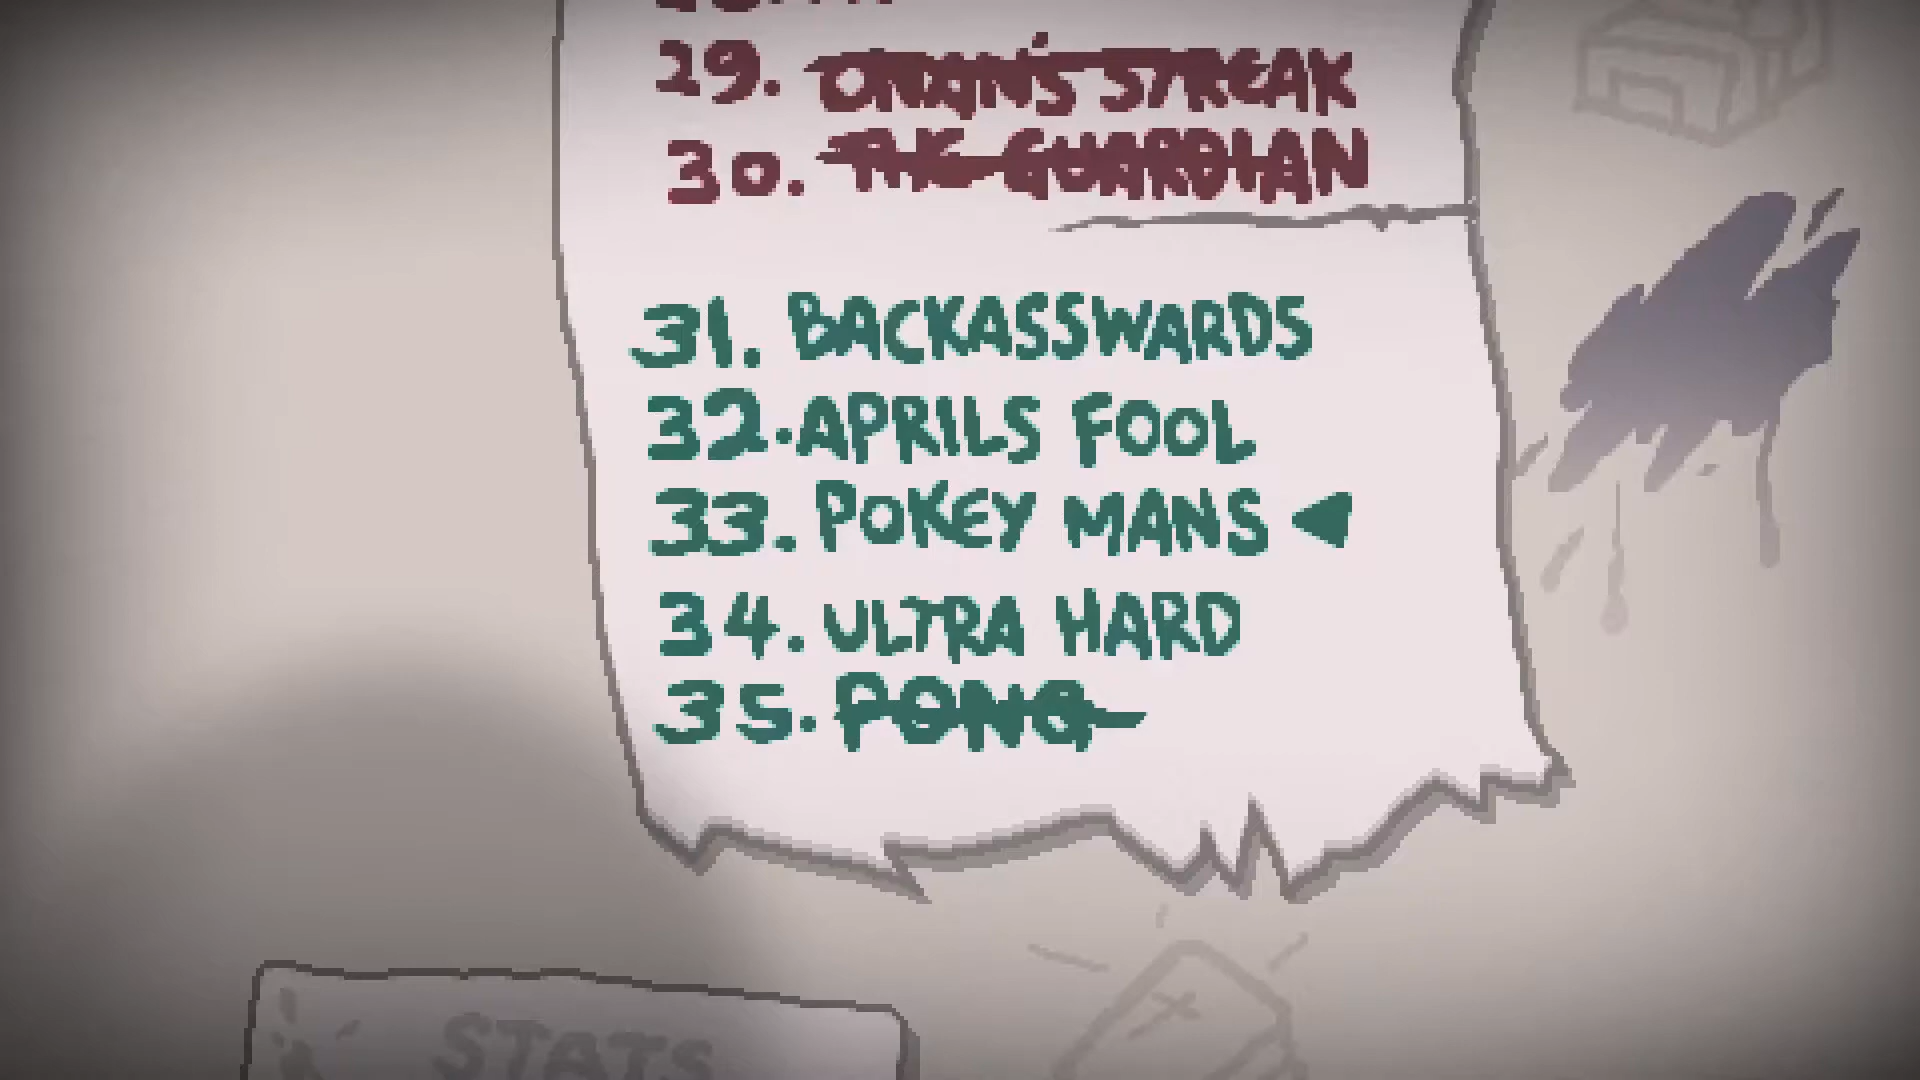 29. ONAN'S STREAK
30. THE GUARDIAN
31. BACKASSWARDS
32. APRILS FOOL
33. POKEY MANS
34. ULTRA HARD
35. PONG
STATS